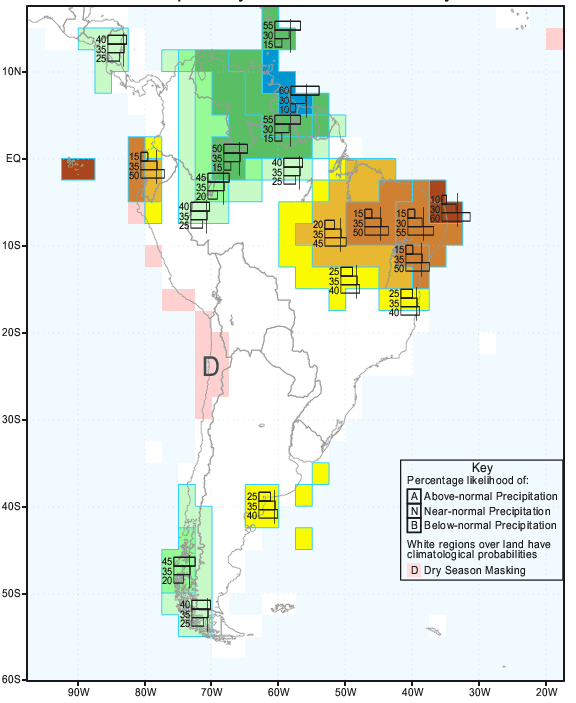 55
30
15
40
35
25
10N
60
30
10
55
30
15
50
35
15
40
35
25
EQ
15
35
50
45
35
20
40
35
25
10
30
60
15
35
50
15
35
50
20
35
45
10S
15
35
50
25
35
40
25
35
40
20S
D
30S
40S
25
35
40
45
35
20
50S
40
35
25
60S
90W
80W
70W
60W
50W
40W
30W
20W
Key
Percentage likelihood of:
A Above-normal Precipitation
N Near-normal Precipitation
B Below-normal Precipitation
White regions over land have
climatological probabilities
D Dry Season Masking